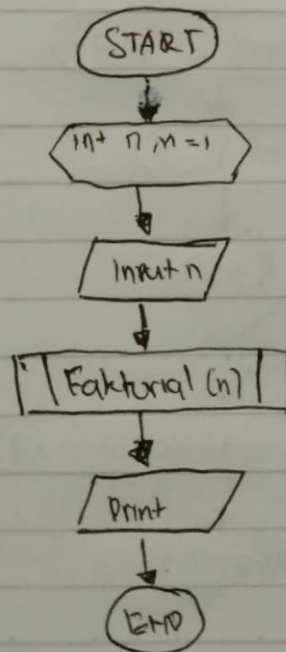 START
int n, n = 1
Input n
Faktorial (n)
Print
END